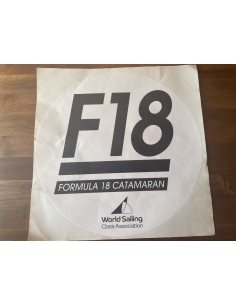 F18
FORMULA 18 CATAMARAN
World Sailing
Class Association